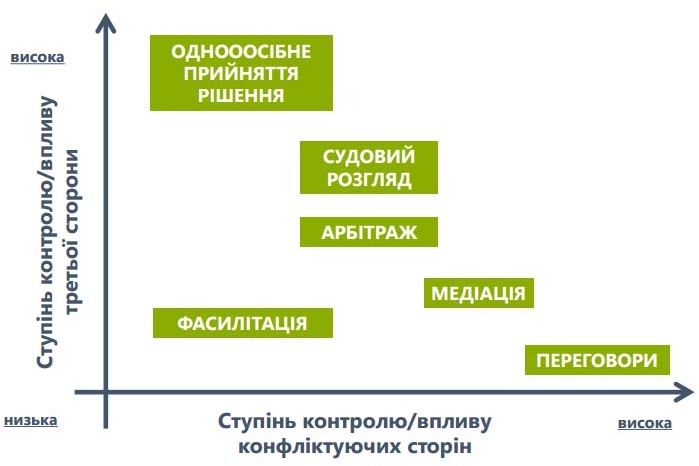 висока
ОДНОООСІБНЕ
ПРИЙНЯТТЯ
РІШЕННЯ
Ступінь контролю/впливу
третьої сторони
СУДОВИЙ
РОЗГЛЯД
АРБІТРАЖ
МЕДІАЦІЯ
ФАСИЛІТАЦІЯ
ПЕРЕГОВОРИ
низька
Ступінь контролю/впливу
конфліктуючих сторін
висока